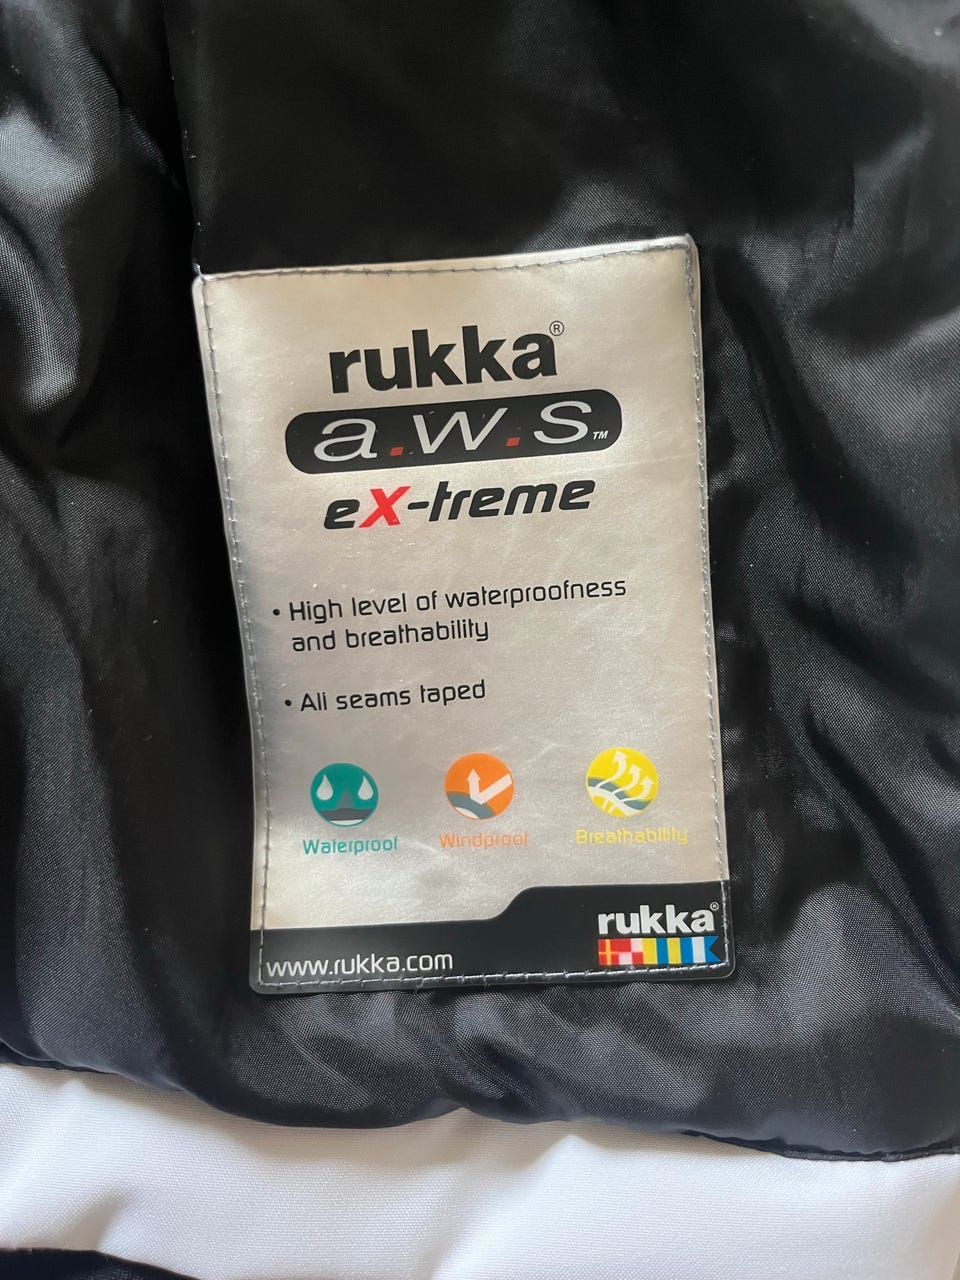 rukka®
a.w.s™
eX-treme
• High level of waterproofness
and breathability
• All seams taped
Waterproof Windproof Breathability
rukka®
www.rukka.com